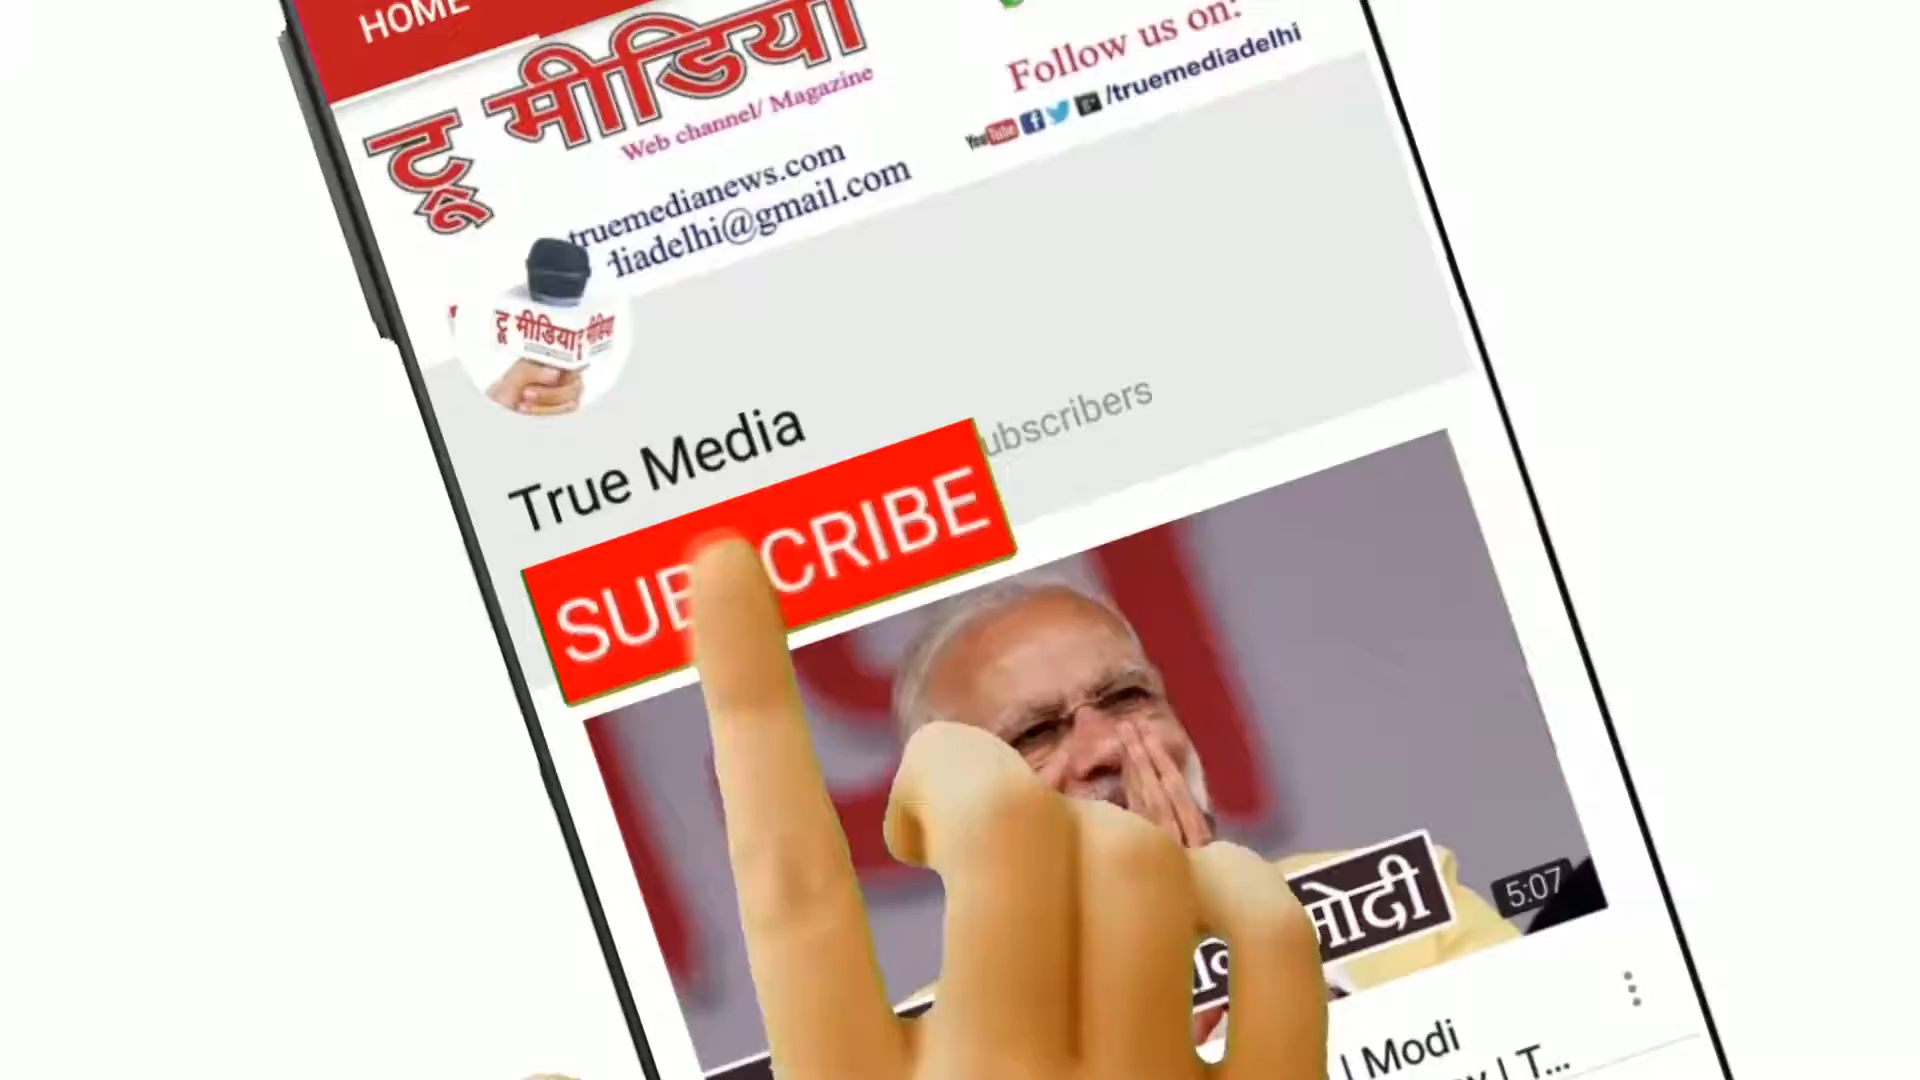 HOME
ट्रू मीडिया
Web channel/ Magazine
Follow us on:
YouTube /truemediadelhi
truemedianews.com
diadelhi@gmail.com
ट्रू मीडिया
True Media
ubscribers
SUBSCRIBE
मोदी
5:07
| Modi
| T...